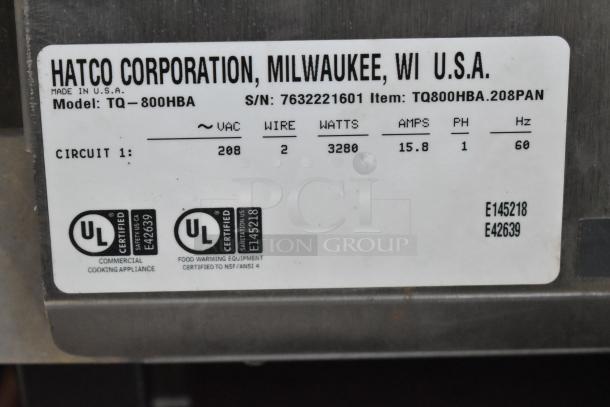 HATCO CORPORATION, MILWAUKEE, WI U.S.A.
MADE IN U.S.A.
Model: TQ-800HBA S/N: 7632221601 Item: TQ800HBA.208PAN
~ VAC WIRE WATTS AMPS PH Hz
CIRCUIT 1: 208 2 3280 15.8 1 60
PCI
AUCTION GROUP
E145218
E42639
UL CERTIFIED SAFETY US-CA E42639
COMMERCIAL
COOKING APPLIANCE
UL CERTIFIED SANITATION US E145218
FOOD WARMING EQUIPMENT
CERTIFIED TO NSF/ANSI 4